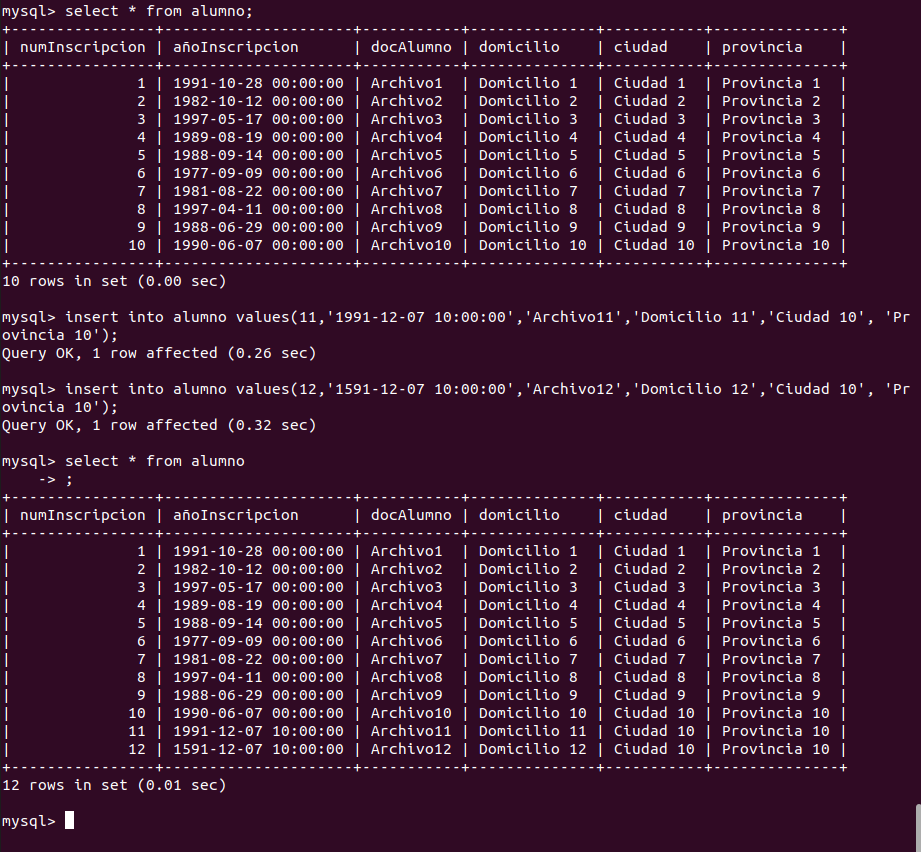 mysql> select * from alumno;
+----------------+---------------------+-----------+--------------+-----------+--------------+
| numInscripcion | añoInscripcion      | docAlumno | domicilio    | ciudad    | provincia    |
+----------------+---------------------+-----------+--------------+-----------+--------------+
|              1 | 1991-10-28 00:00:00 | Archivo1  | Domicilio 1  | Ciudad 1  | Provincia 1  |
|              2 | 1982-10-12 00:00:00 | Archivo2  | Domicilio 2  | Ciudad 2  | Provincia 2  |
|              3 | 1997-05-17 00:00:00 | Archivo3  | Domicilio 3  | Ciudad 3  | Provincia 3  |
|              4 | 1989-08-19 00:00:00 | Archivo4  | Domicilio 4  | Ciudad 4  | Provincia 4  |
|              5 | 1988-09-14 00:00:00 | Archivo5  | Domicilio 5  | Ciudad 5  | Provincia 5  |
|              6 | 1977-09-09 00:00:00 | Archivo6  | Domicilio 6  | Ciudad 6  | Provincia 6  |
|              7 | 1981-08-22 00:00:00 | Archivo7  | Domicilio 7  | Ciudad 7  | Provincia 7  |
|              8 | 1997-04-11 00:00:00 | Archivo8  | Domicilio 8  | Ciudad 8  | Provincia 8  |
|              9 | 1988-06-29 00:00:00 | Archivo9  | Domicilio 9  | Ciudad 9  | Provincia 9  |
|             10 | 1990-06-07 00:00:00 | Archivo10 | Domicilio 10 | Ciudad 10 | Provincia 10 |
+----------------+---------------------+-----------+--------------+-----------+--------------+
10 rows in set (0.00 sec)

mysql> insert into alumno values(11,'1991-12-07 10:00:00','Archivo11','Domicilio 11','Ciudad 10', 'Pr
ovincia 10');
Query OK, 1 row affected (0.26 sec)

mysql> insert into alumno values(12,'1591-12-07 10:00:00','Archivo12','Domicilio 12','Ciudad 10', 'Pr
ovincia 10');
Query OK, 1 row affected (0.32 sec)

mysql> select * from alumno
    -> ;
+----------------+---------------------+-----------+--------------+-----------+--------------+
| numInscripcion | añoInscripcion      | docAlumno | domicilio    | ciudad    | provincia    |
+----------------+---------------------+-----------+--------------+-----------+--------------+
|              1 | 1991-10-28 00:00:00 | Archivo1  | Domicilio 1  | Ciudad 1  | Provincia 1  |
|              2 | 1982-10-12 00:00:00 | Archivo2  | Domicilio 2  | Ciudad 2  | Provincia 2  |
|              3 | 1997-05-17 00:00:00 | Archivo3  | Domicilio 3  | Ciudad 3  | Provincia 3  |
|              4 | 1989-08-19 00:00:00 | Archivo4  | Domicilio 4  | Ciudad 4  | Provincia 4  |
|              5 | 1988-09-14 00:00:00 | Archivo5  | Domicilio 5  | Ciudad 5  | Provincia 5  |
|              6 | 1977-09-09 00:00:00 | Archivo6  | Domicilio 6  | Ciudad 6  | Provincia 6  |
|              7 | 1981-08-22 00:00:00 | Archivo7  | Domicilio 7  | Ciudad 7  | Provincia 7  |
|              8 | 1997-04-11 00:00:00 | Archivo8  | Domicilio 8  | Ciudad 8  | Provincia 8  |
|              9 | 1988-06-29 00:00:00 | Archivo9  | Domicilio 9  | Ciudad 9  | Provincia 9  |
|             10 | 1990-06-07 00:00:00 | Archivo10 | Domicilio 10 | Ciudad 10 | Provincia 10 |
|             11 | 1991-12-07 10:00:00 | Archivo11 | Domicilio 11 | Ciudad 10 | Provincia 10 |
|             12 | 1591-12-07 10:00:00 | Archivo12 | Domicilio 12 | Ciudad 10 | Provincia 10 |
+----------------+---------------------+-----------+--------------+-----------+--------------+
12 rows in set (0.01 sec)

mysql>